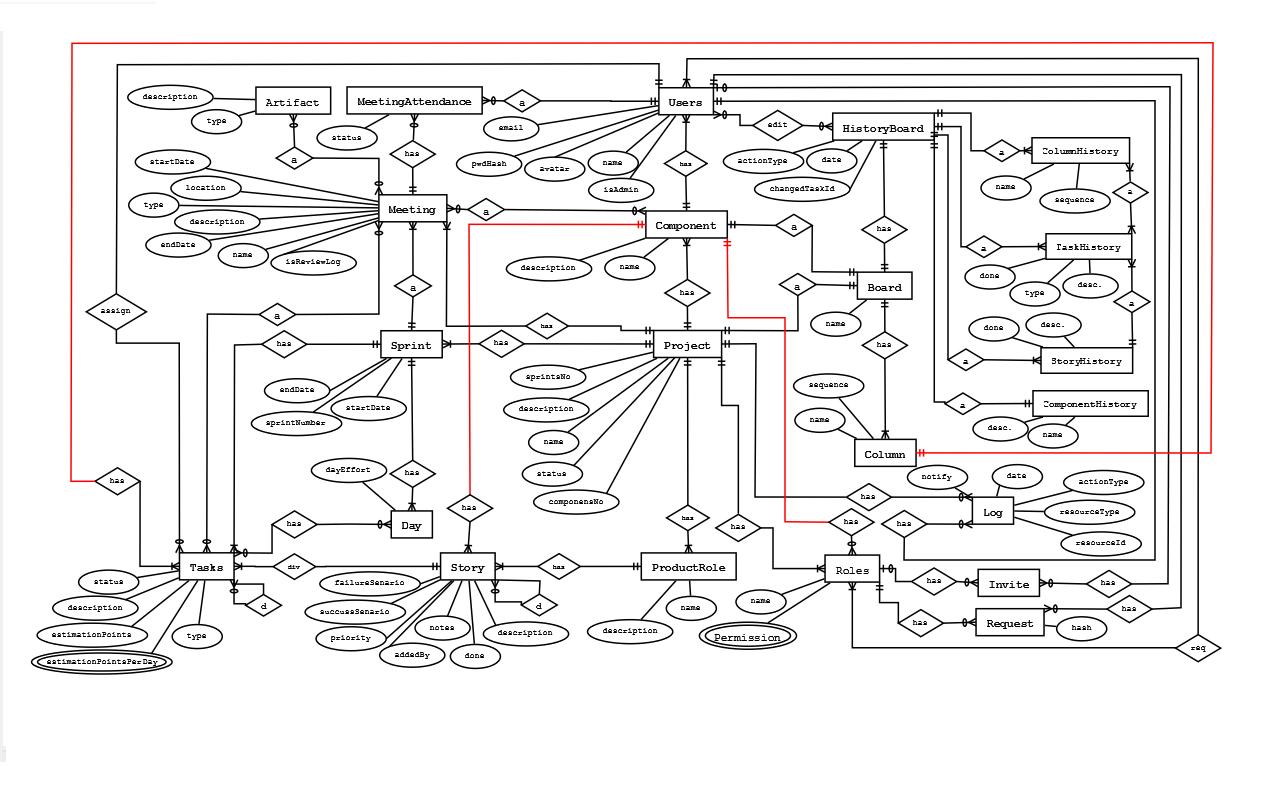 description
Artifact
type
MeetingAttendance
status
a
Users
email
pwdHash
avatar
name
isAdmin
edit
HistoryBoard
actionType
date
changedTaskId
a
ColumnHistory
name
sequence
a
a
has
has
startDate
location
type
description
endDate
name
isReviewLog
Meeting
a
Component
description
name
a
has
a
TaskHistory
done
type
desc.
assign
a
a
has
a
Board
name
a
has
Sprint
has
has
Project
has
done
desc.
a
StoryHistory
endDate
sprintNumber
startDate
sprintsNo
description
name
status
componensNo
sequence
name
Column
a
ComponentHistory
desc.
name
has
dayEffort
has
has
has
notify
date
Log
actionType
resourceType
resourceId
has
Day
has
has
has
has
has
Tasks
div
Story
has
ProductRole
Roles
has
Invite
has
status
description
estimationPoints
estimationPointsPerDay
type
d
failureSenario
succussSenario
priority
addedBy
notes
done
description
d
description
name
name
Permission
has
Request
has
hash
req